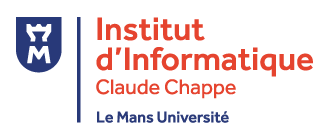 M
Institut
d'Informatique
Claude Chappe
Le Mans Université